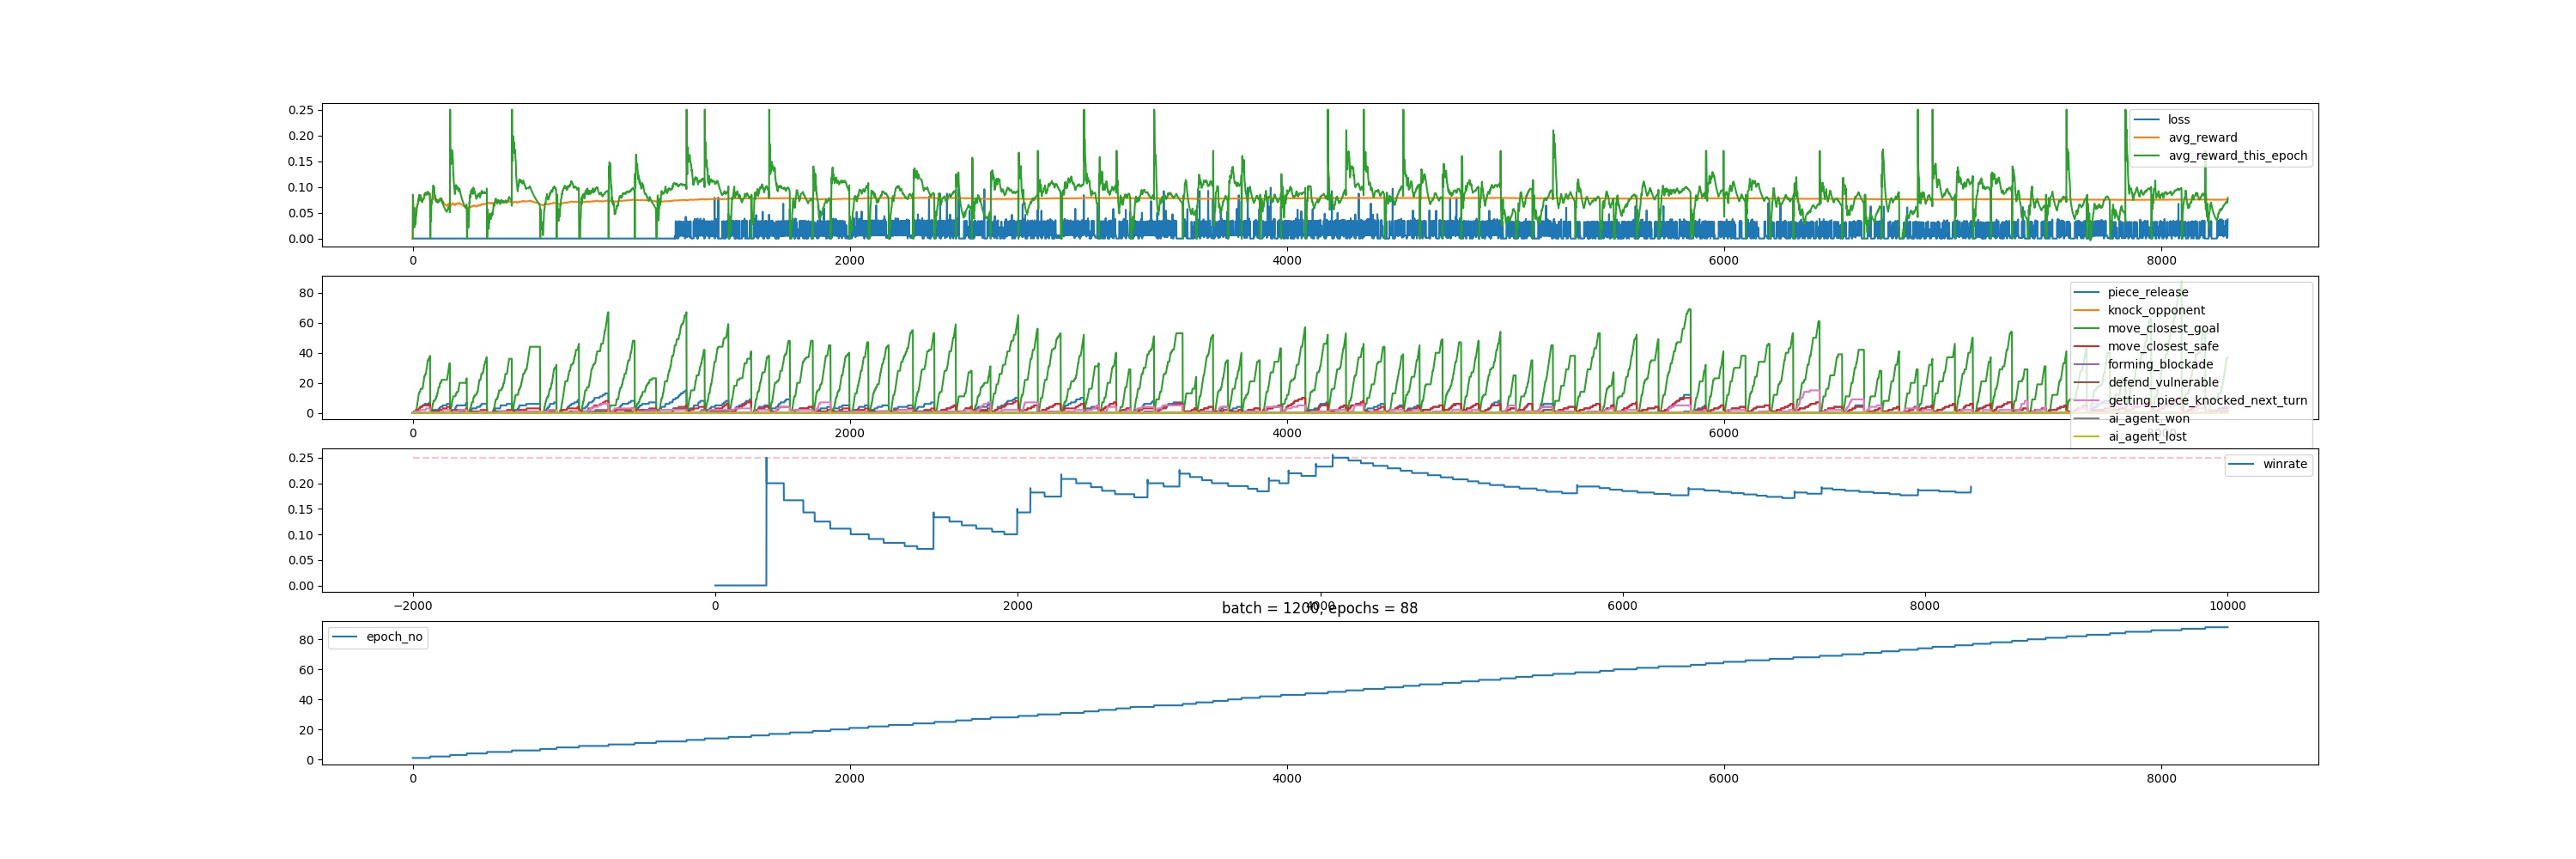 0.25
0.20
0.15
0.10
0.05
0.00
loss
avg_reward
avg_reward_this_epoch
0 2000 4000 6000 8000
80
60
40
20
0
piece_release
knock_opponent
move_closest_goal
move_closest_safe
forming_blockade
defend_vulnerable
getting_piece_knocked_next_turn
ai_agent_won
ai_agent_lost
0 2000 4000 6000 8000
0.25
0.20
0.15
0.10
0.05
0.00
winrate
−2000 0 2000 4000 6000 8000 10000
batch = 1200, epochs = 88
80
60
40
20
0
epoch_no
0 2000 4000 6000 8000